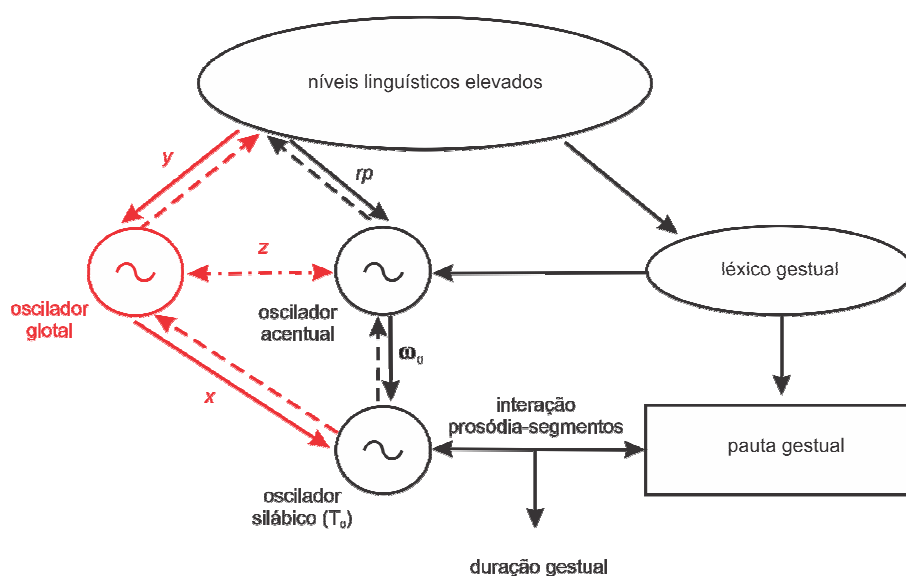 níveis linguísticos elevados
y
rp
z
léxico gestual
oscilador
glotal
oscilador
acentual
ω₀
x
interação
prosódia-segmentos
pauta gestual
oscilador
silábico (T₀)
duração gestual